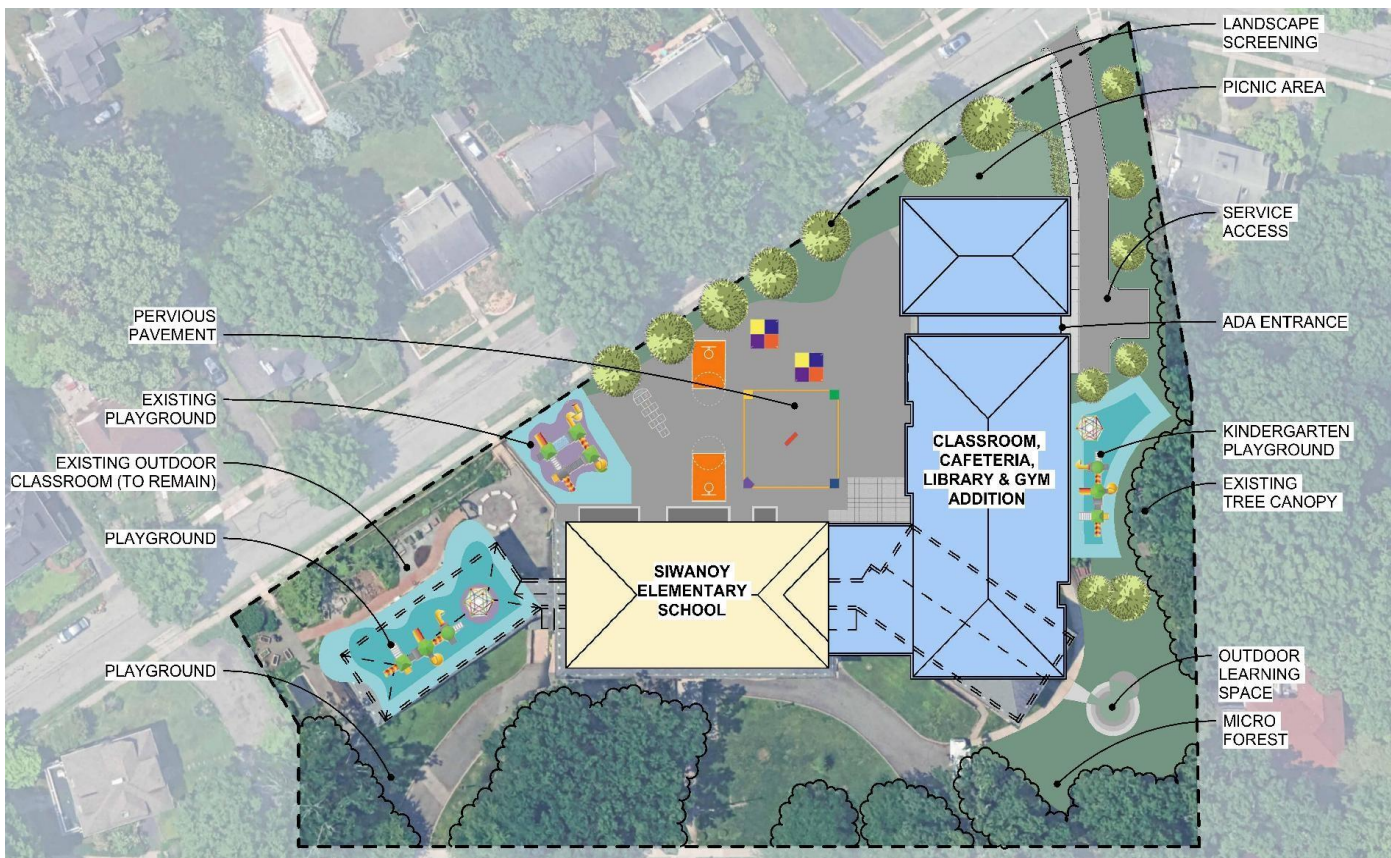 LANDSCAPE
SCREENING
PICNIC AREA
SERVICE
ACCESS
ADA ENTRANCE
KINDERGARTEN
PLAYGROUND
EXISTING
TREE CANOPY
OUTDOOR
LEARNING
SPACE
MICRO
FOREST
PERVIOUS
PAVEMENT
EXISTING
PLAYGROUND
EXISTING OUTDOOR
CLASSROOM (TO REMAIN)
PLAYGROUND
PLAYGROUND
CLASSROOM,
CAFETERIA,
LIBRARY & GYM
ADDITION
SIWANOY
ELEMENTARY
SCHOOL